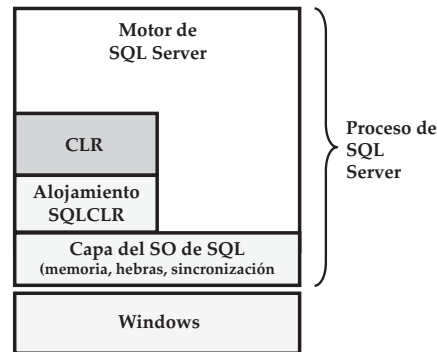 Motor de
SQL Server
CLR
Alojamiento
SQLCLR
Capa del SO de SQL
(memoria, hebras, sincronización
Windows
Proceso de
SQL
Server